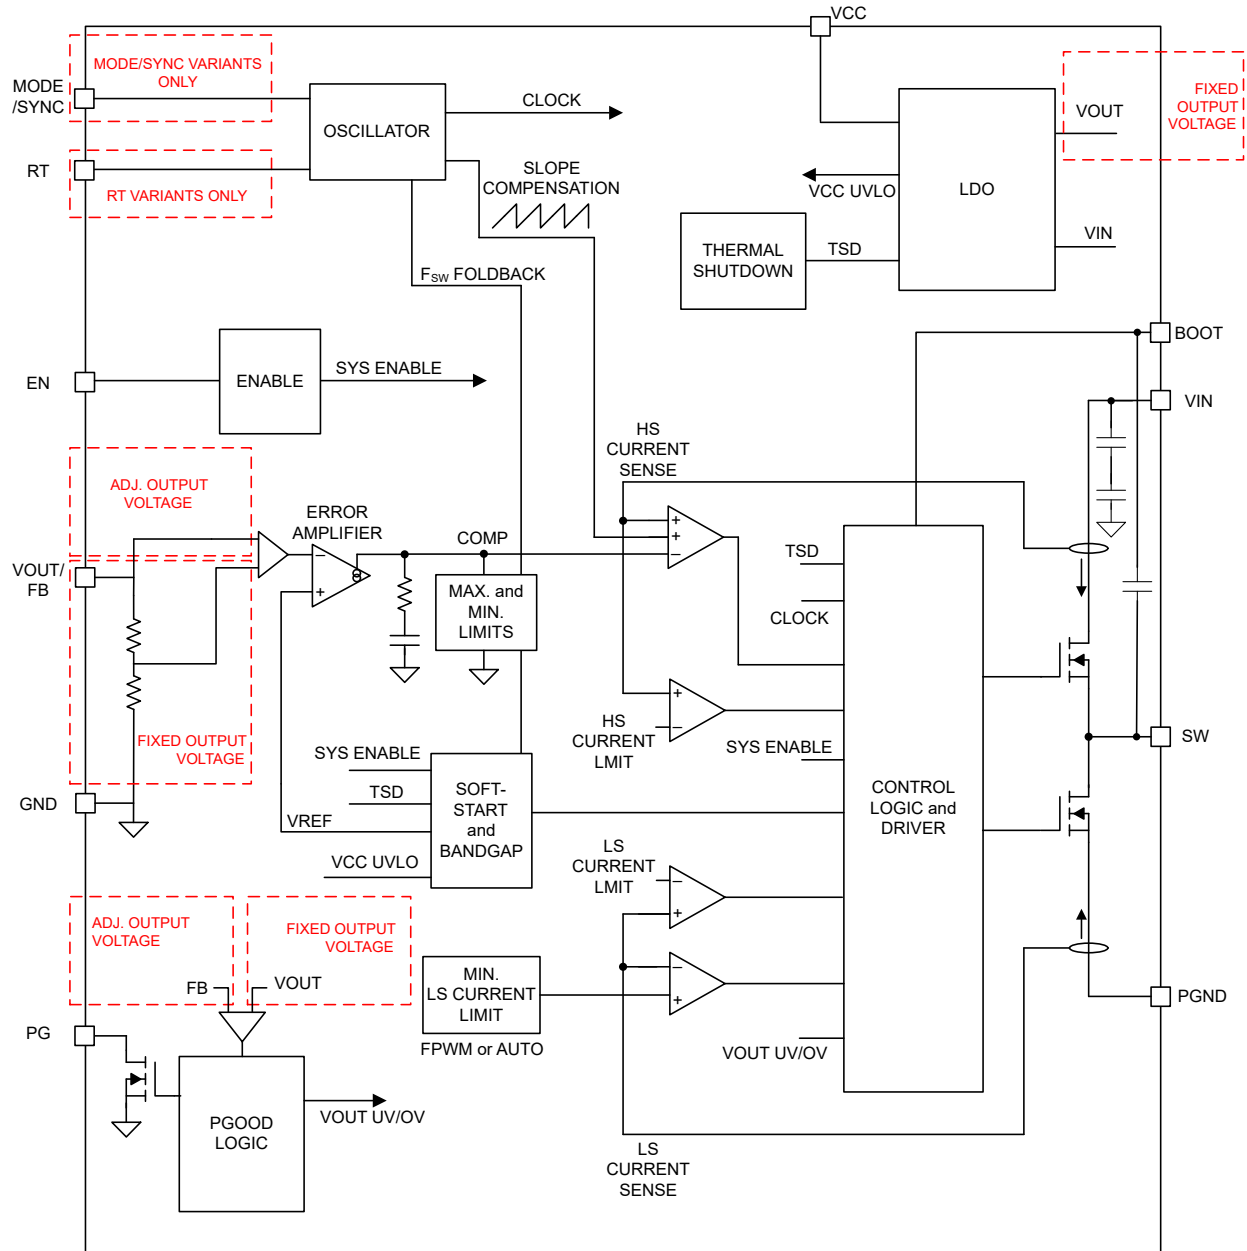 VCC
MODE/SYNC VARIANTS
ONLY
MODE
/SYNC
OSCILLATOR
CLOCK
FIXED
OUTPUT
VOLTAGE
VOUT
RT
RT VARIANTS ONLY
SLOPE
COMPENSATION
VCC UVLO
LDO
THERMAL
SHUTDOWN
TSD
VIN
FSW FOLDBACK
BOOT
EN
ENABLE
SYS ENABLE
VIN
HS
CURRENT
SENSE
ADJ. OUTPUT
VOLTAGE
ERROR
AMPLIFIER
COMP
VOUT/
FB
MAX. and
MIN.
LIMITS
TSD
CLOCK
FIXED OUTPUT
VOLTAGE
HS
CURRENT
LMIT
SYS ENABLE
SW
SYS ENABLE
TSD
VREF
VCC UVLO
SOFT-
START
and
BANDGAP
CONTROL
LOGIC and
DRIVER
GND
LS
CURRENT
LMIT
ADJ. OUTPUT
VOLTAGE
FIXED OUTPUT
VOLTAGE
FB
VOUT
MIN.
LS CURRENT
LIMIT
FPWM or AUTO
PGND
PG
VOUT UV/OV
PGOOD
LOGIC
VOUT UV/OV
LS
CURRENT
SENSE